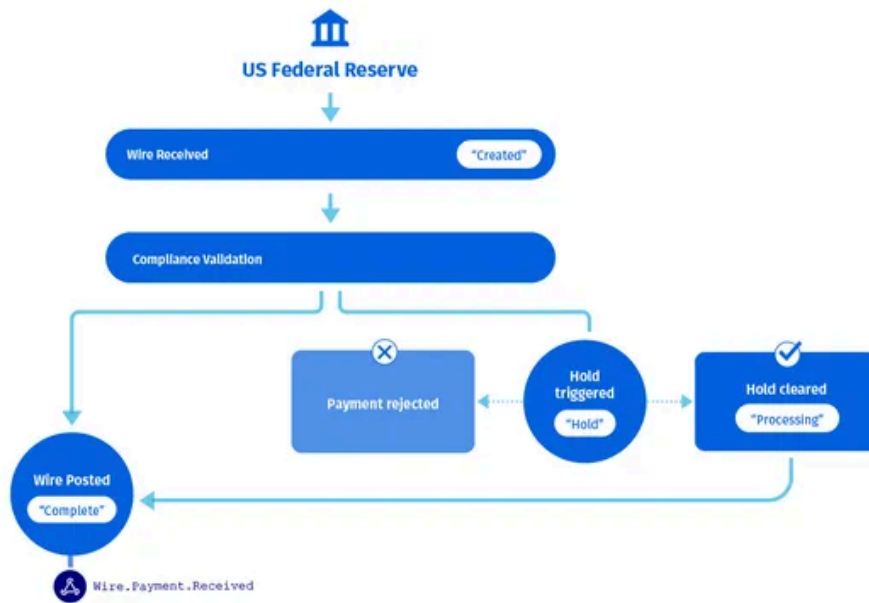 US Federal Reserve
Wire Received
"Created"
Compliance Validation
Payment rejected
Hold
triggered
"Hold"
Hold cleared
"Processing"
Wire Posted
"Complete"
Wire.Payment.Received